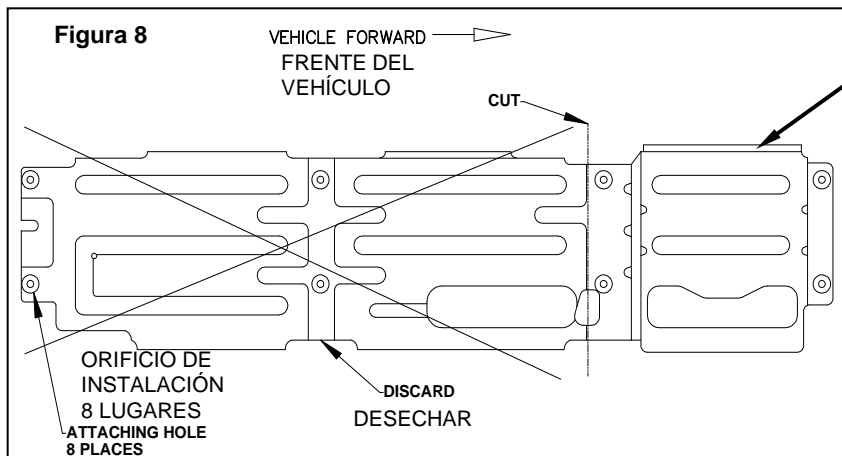 Figura 8
VEHICLE FORWARD
FRENTE DEL
VEHÍCULO
CUT
ORIFICIO DE
INSTALACIÓN
8 LUGARES
ATTACHING HOLE
8 PLACES
DISCARD
DESECHAR